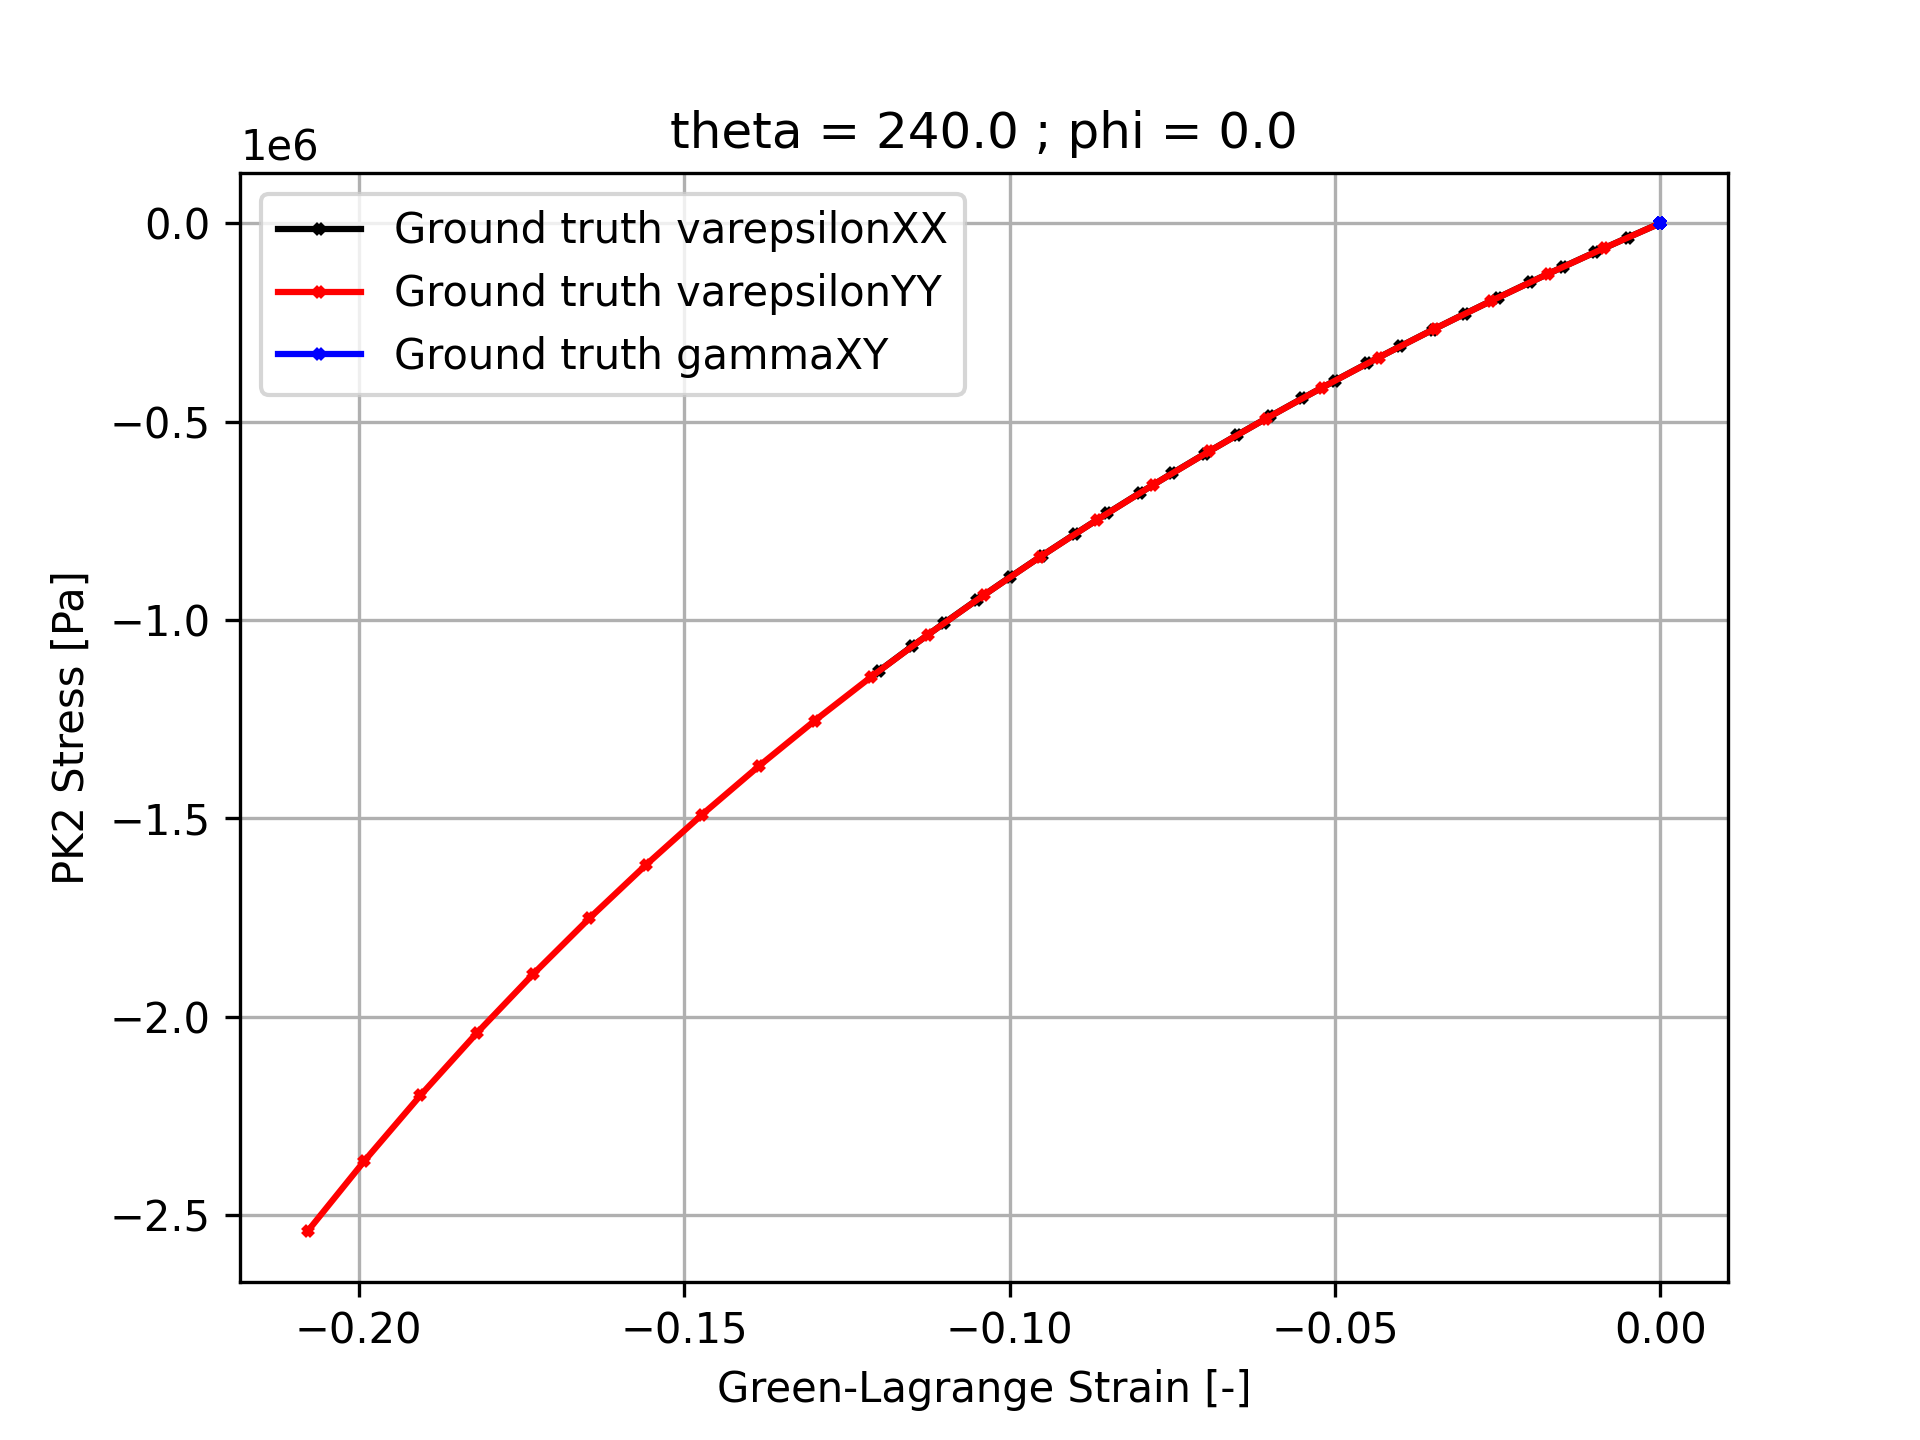 theta = 240.0 ; phi = 0.0
1e6
Ground truth varepsilonXX
Ground truth varepsilonYY
Ground truth gammaXY
0.0
−0.5
−1.0
−1.5
−2.0
−2.5
PK2 Stress [Pa]
−0.20
−0.15
−0.10
−0.05
0.00
Green-Lagrange Strain [-]